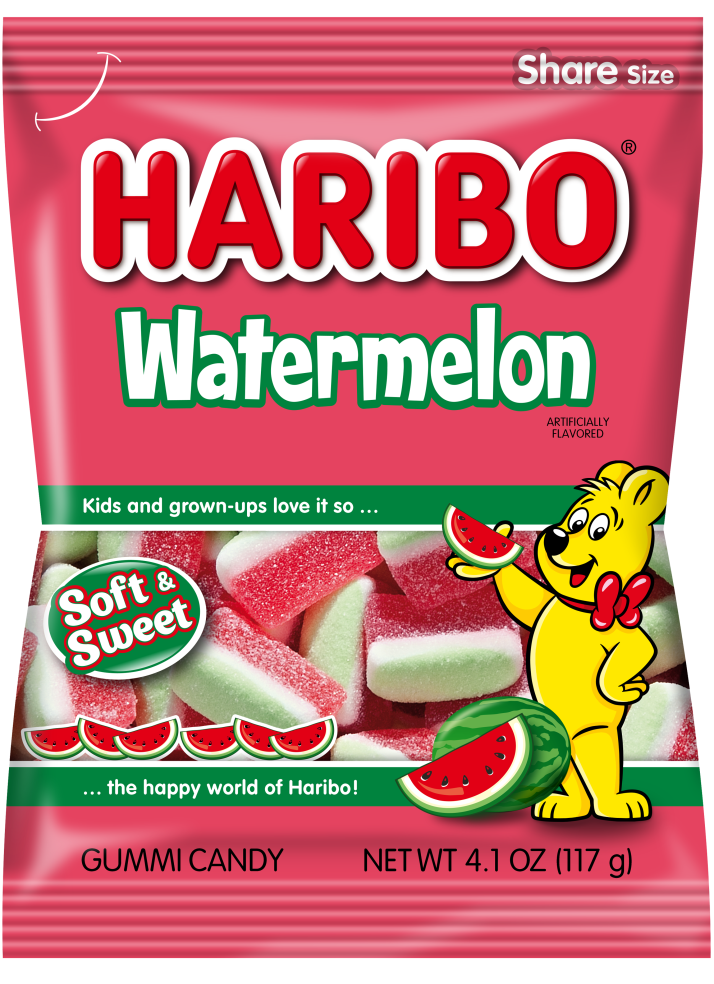 Share Size
HARIBO®
Watermelon
ARTIFICIALLY
FLAVORED
Kids and grown-ups love it so ...
Soft &
Sweet
... the happy world of Haribo!
GUMMI CANDY NET WT 4.1 OZ (117 g)